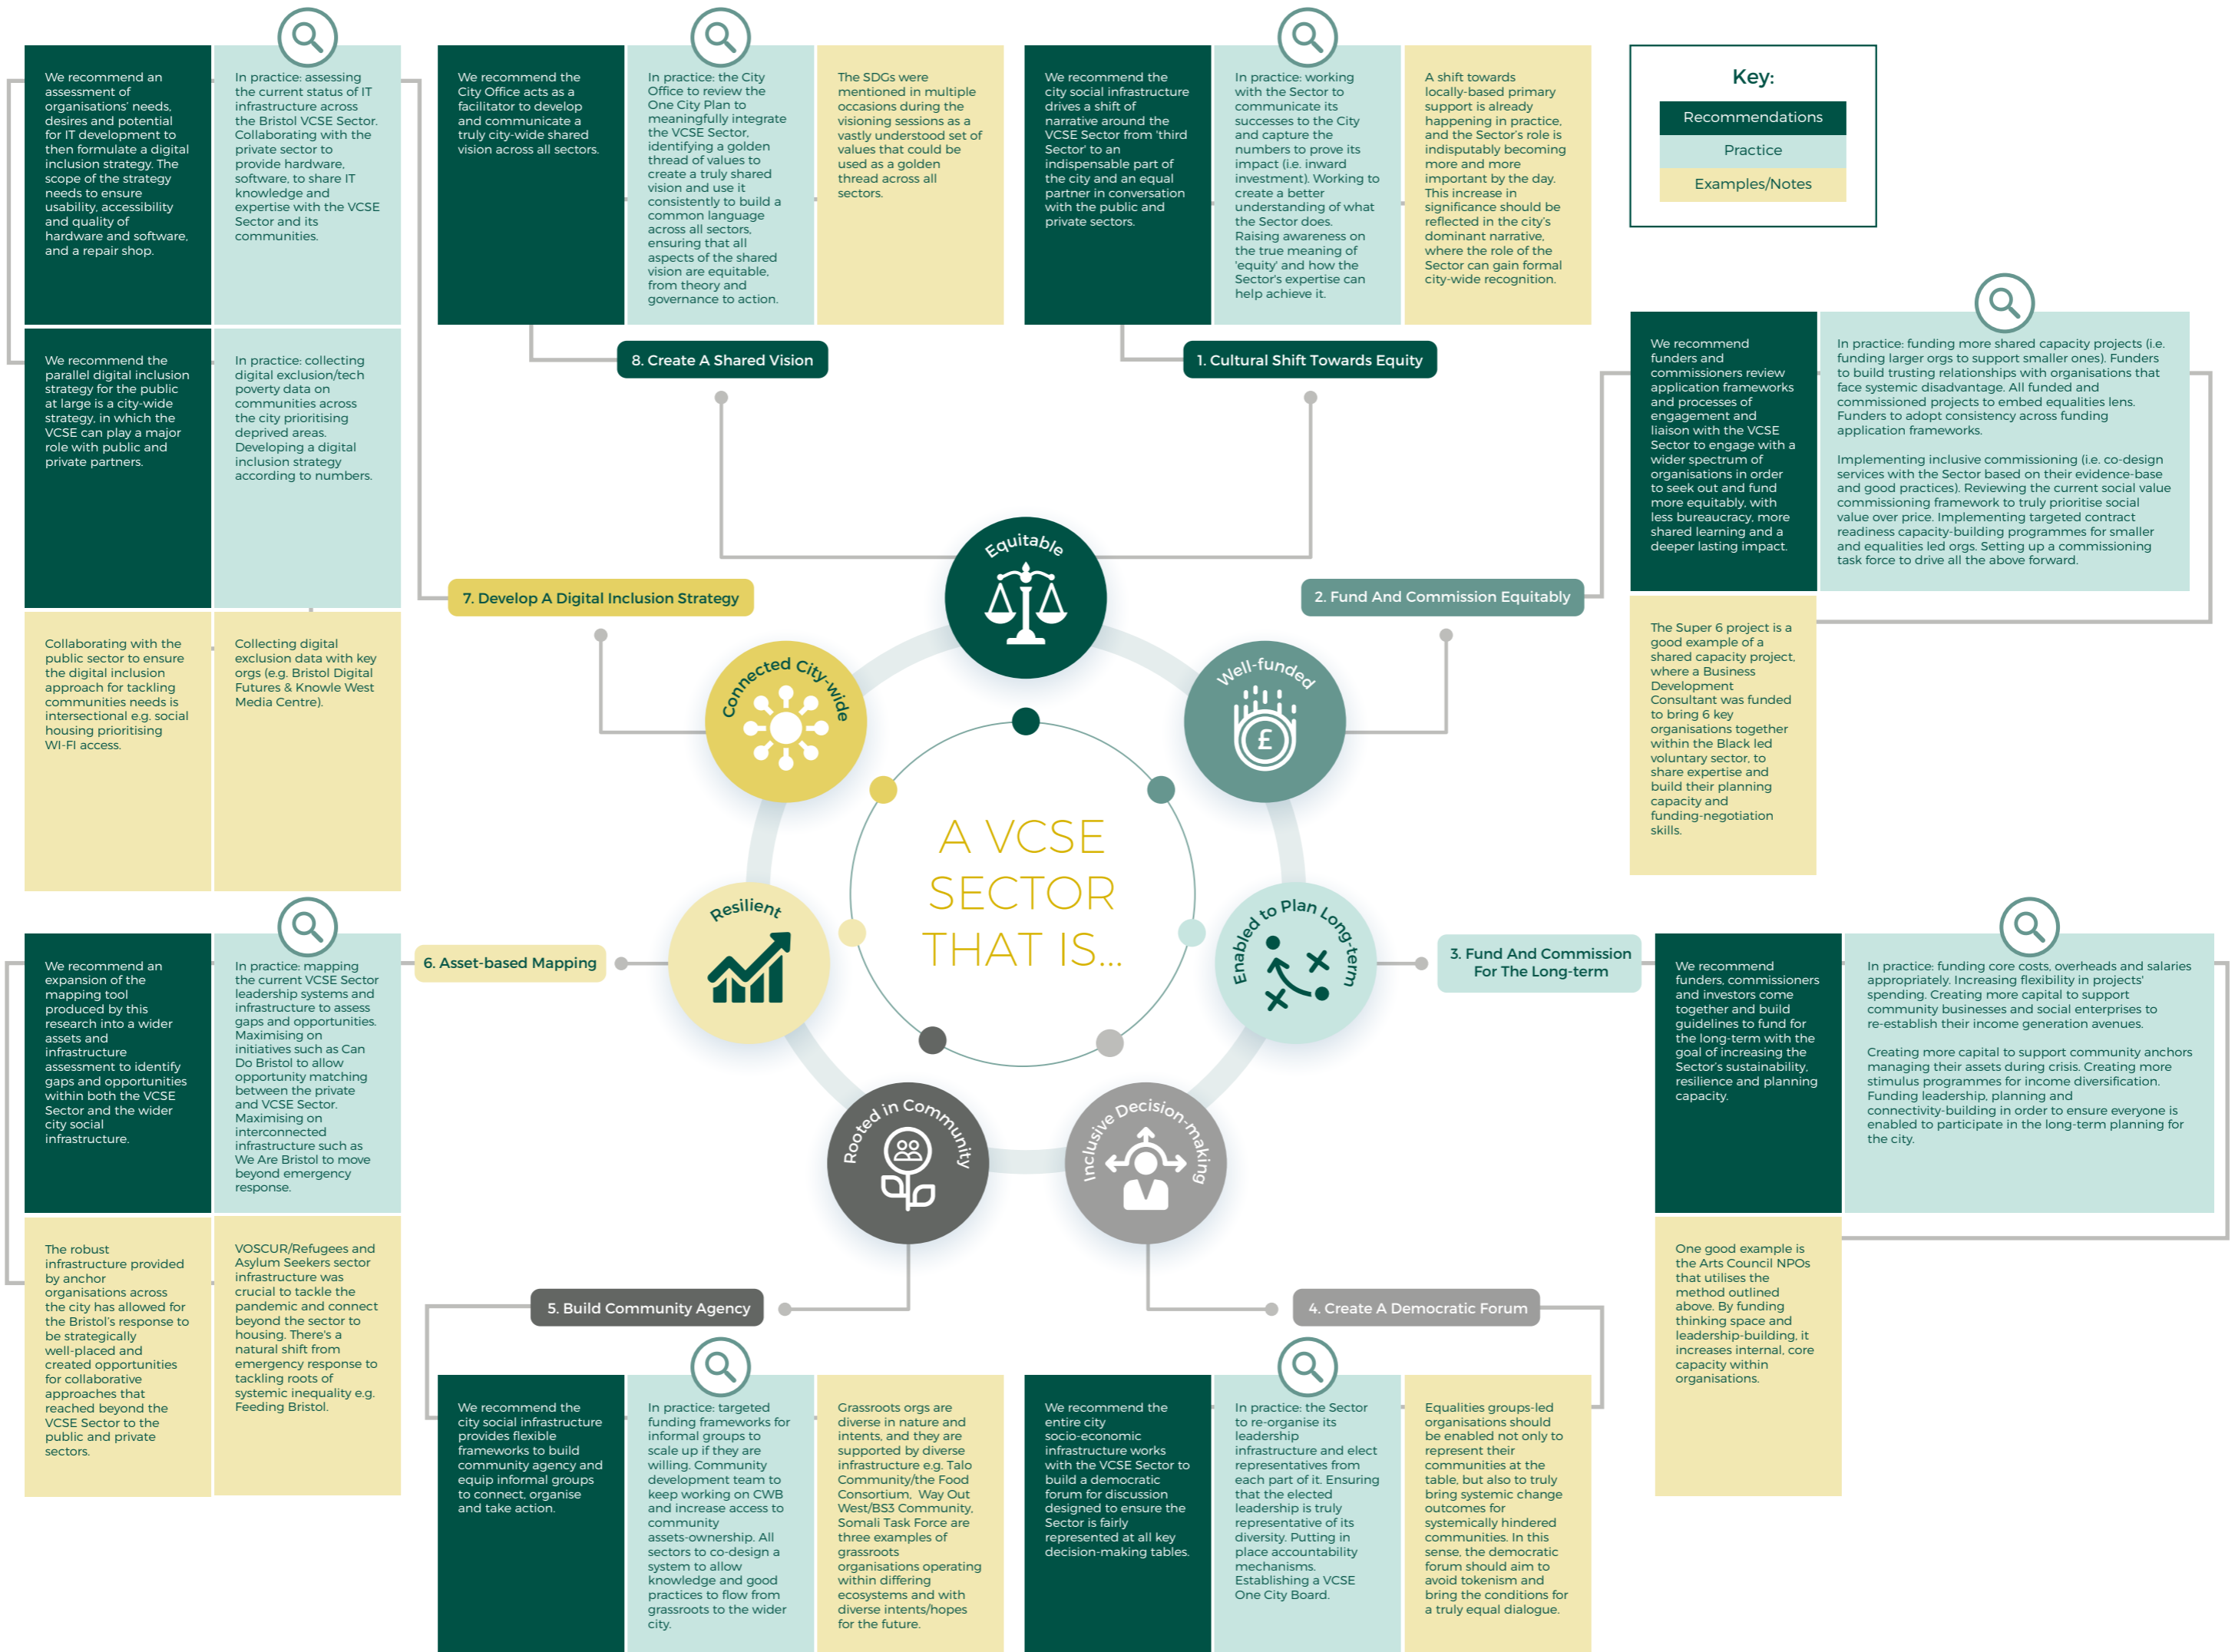 We recommend an
assessment of
organisations' needs,
desires and potential
for IT development to
then formulate a digital
inclusion strategy. The
scope of the strategy
needs to ensure
usability, accessibility
and quality of
hardware and software,
and a repair shop.
In practice: assessing
the current status of IT
infrastructure across
the Bristol VCSE Sector.
Collaborating with the
private sector to
provide hardware,
software, to share IT
knowledge and
expertise with the VCSE
Sector and its
communities.
We recommend the
City Office acts as a
facilitator to develop
and communicate a
truly city-wide shared
vision across all sectors.
In practice: the City
Office to review the
One City Plan to
meaningfully integrate
the VCSE Sector,
identifying a golden
thread of values to
create a truly shared
vision and use it
consistently to build a
common language
across all sectors,
ensuring that all
aspects of the shared
vision are equitable,
from theory and
governance to action.
The SDGs were
mentioned in multiple
occasions during the
visioning sessions as a
vastly understood set of
values that could be
used as a golden
thread across all
sectors.
We recommend the
city social infrastructure
drives a shift of
narrative around the
VCSE Sector from 'third
Sector' to an
indispensable part of
the city and an equal
partner in conversation
with the public and
private sectors.
In practice: working
with the Sector to
communicate its
successes to the City
and capture the
numbers to prove its
impact (i.e. inward
investment). Working to
create a better
understanding of what
the Sector does.
Raising awareness on
the true meaning of
'equity' and how the
Sector's expertise can
help achieve it.
A shift towards
locally-based primary
support is already
happening in practice,
and the Sector's role is
indisputably becoming
more and more
important by the day.
This increase in
significance should be
reflected in the city's
dominant narrative,
where the role of the
Sector can gain formal
city-wide recognition.
Key:
Recommendations
Practice
Examples/Notes
We recommend the
parallel digital inclusion
strategy for the public
at large is a city-wide
strategy, in which the
VCSE can play a major
role with public and
private partners.
In practice: collecting
digital exclusion/tech
poverty data on
communities across
the city prioritising
deprived areas.
Developing a digital
inclusion strategy
according to numbers.
8. Create A Shared Vision
1. Cultural Shift Towards Equity
We recommend
funders and
commissioners review
application frameworks
and processes of
engagement and
liaison with the VCSE
Sector to engage with a
wider spectrum of
organisations in order
to seek out and fund
more equitably, with
less bureaucracy, more
shared learning and a
deeper lasting impact.
In practice: funding more shared capacity projects (i.e.
funding larger orgs to support smaller ones). Funders
to build trusting relationships with organisations that
face systemic disadvantage. All funded and
commissioned projects to embed equalities lens.
Funders to adopt consistency across funding
application frameworks.
Implementing inclusive commissioning (i.e. co-design
services with the Sector based on their evidence-base
and good practices). Reviewing the current social value
commissioning framework to truly prioritise social
value over price. Implementing targeted contract
readiness capacity-building programmes for smaller
and equalities led orgs. Setting up a commissioning
task force to drive all the above forward.
Equitable
7. Develop A Digital Inclusion Strategy
2. Fund And Commission Equitably
Collaborating with the
public sector to ensure
the digital inclusion
approach for tackling
communities needs is
intersectional e.g. social
housing prioritising
WI-FI access.
Collecting digital
exclusion data with key
orgs (e.g. Bristol Digital
Futures & Knowle West
Media Centre).
Connected City-wide
Well-funded
£
The Super 6 project is a
good example of a
shared capacity project,
where a Business
Development
Consultant was funded
to bring 6 key
organisations together
within the Black led
voluntary sector, to
share expertise and
build their planning
capacity and
funding-negotiation
skills.
A VCSE
SECTOR
THAT IS...
Resilient
Enabled to Plan Long-term
6. Asset-based Mapping
3. Fund And Commission
For The Long-term
We recommend an
expansion of the
mapping tool
produced by this
research into a wider
assets and
infrastructure
assessment to identify
gaps and opportunities
within both the VCSE
Sector and the wider
city social
infrastructure.
In practice: mapping
the current VCSE Sector
leadership systems and
infrastructure to assess
gaps and opportunities.
Maximising on
initiatives such as Can
Do Bristol to allow
opportunity matching
between the private
and VCSE Sector.
Maximising on
interconnected
infrastructure such as
We Are Bristol to move
beyond emergency
response.
We recommend
funders, commissioners
and investors come
together and build
guidelines to fund for
the long-term with the
goal of increasing the
Sector's sustainability,
resilience and planning
capacity.
In practice: funding core costs, overheads and salaries
appropriately. Increasing flexibility in projects'
spending. Creating more capital to support
community businesses and social enterprises to
re-establish their income generation avenues.
Creating more capital to support community anchors
managing their assets during crisis. Creating more
stimulus programmes for income diversification.
Funding leadership, planning and
connectivity-building in order to ensure everyone is
enabled to participate in the long-term planning for
the city.
Rooted in Community
Inclusive Decision-making
The robust
infrastructure provided
by anchor
organisations across
the city has allowed for
the Bristol's response to
be strategically
well-placed and
created opportunities
for collaborative
approaches that
reached beyond the
VCSE Sector to the
public and private
sectors.
VOSCUR/Refugees and
Asylum Seekers sector
infrastructure was
crucial to tackle the
pandemic and connect
beyond the sector to
housing. There's a
natural shift from
emergency response to
tackling roots of
systemic inequality e.g.
Feeding Bristol.
5. Build Community Agency
4. Create A Democratic Forum
One good example is
the Arts Council NPOs
that utilises the
method outlined
above. By funding
thinking space and
leadership-building, it
increases internal, core
capacity within
organisations.
We recommend the
city social infrastructure
provides flexible
frameworks to build
community agency and
equip informal groups
to connect, organise
and take action.
In practice: targeted
funding frameworks for
informal groups to
scale up if they are
willing. Community
development team to
keep working on CWB
and increase access to
community
assets-ownership. All
sectors to co-design a
system to allow
knowledge and good
practices to flow from
grassroots to the wider
city.
Grassroots orgs are
diverse in nature and
intents, and they are
supported by diverse
infrastructure e.g. Talo
Community/the Food
Consortium, Way Out
West/BS3 Community,
Somali Task Force are
three examples of
grassroots
organisations operating
within differing
ecosystems and with
diverse intents/hopes
for the future.
We recommend the
entire city
socio-economic
infrastructure works
with the VCSE Sector to
build a democratic
forum for discussion
designed to ensure the
Sector is fairly
represented at all key
decision-making tables.
In practice: the Sector
to re-organise its
leadership
infrastructure and elect
representatives from
each part of it. Ensuring
that the elected
leadership is truly
representative of its
diversity. Putting in
place accountability
mechanisms.
Establishing a VCSE
One City Board.
Equalities groups-led
organisations should
be enabled not only to
represent their
communities at the
table, but also to truly
bring systemic change
outcomes for
systemically hindered
communities. In this
sense, the democratic
forum should aim to
avoid tokenism and
bring the conditions for
a truly equal dialogue.